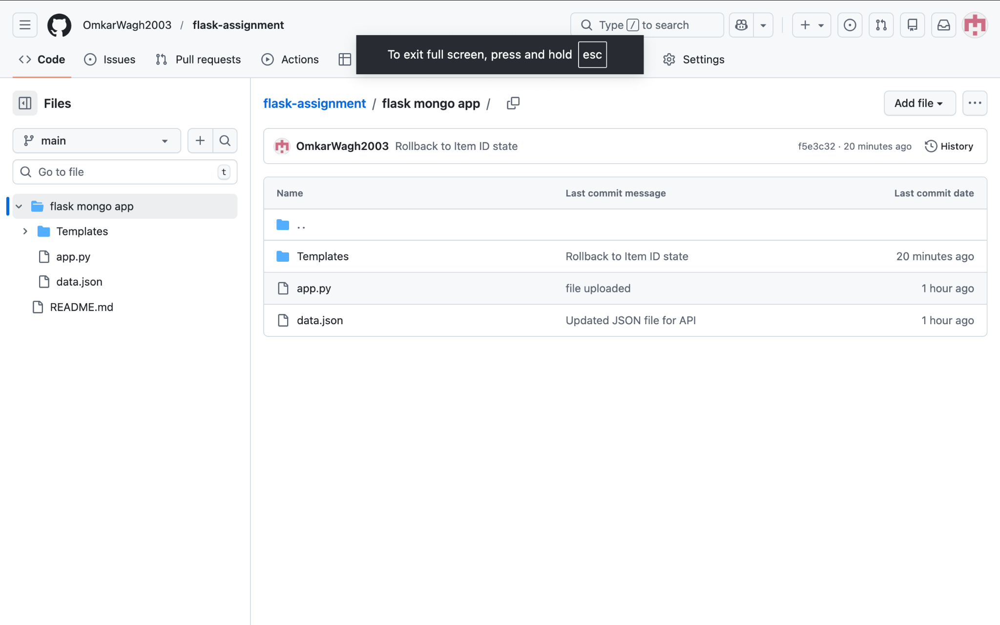 OmkarWagh2003 / flask-assignment
Type / to search
Code
Issues
Pull requests
Actions
To exit full screen, press and hold esc
Settings
Files
main
Go to file t
flask mongo app
Templates
app.py
data.json
README.md
flask-assignment / flask mongo app /
Add file
OmkarWagh2003 Rollback to Item ID state
f5e3c32 · 20 minutes ago
History
Name Last commit message Last commit date
..
Templates Rollback to Item ID state 20 minutes ago
app.py file uploaded 1 hour ago
data.json Updated JSON file for API 1 hour ago